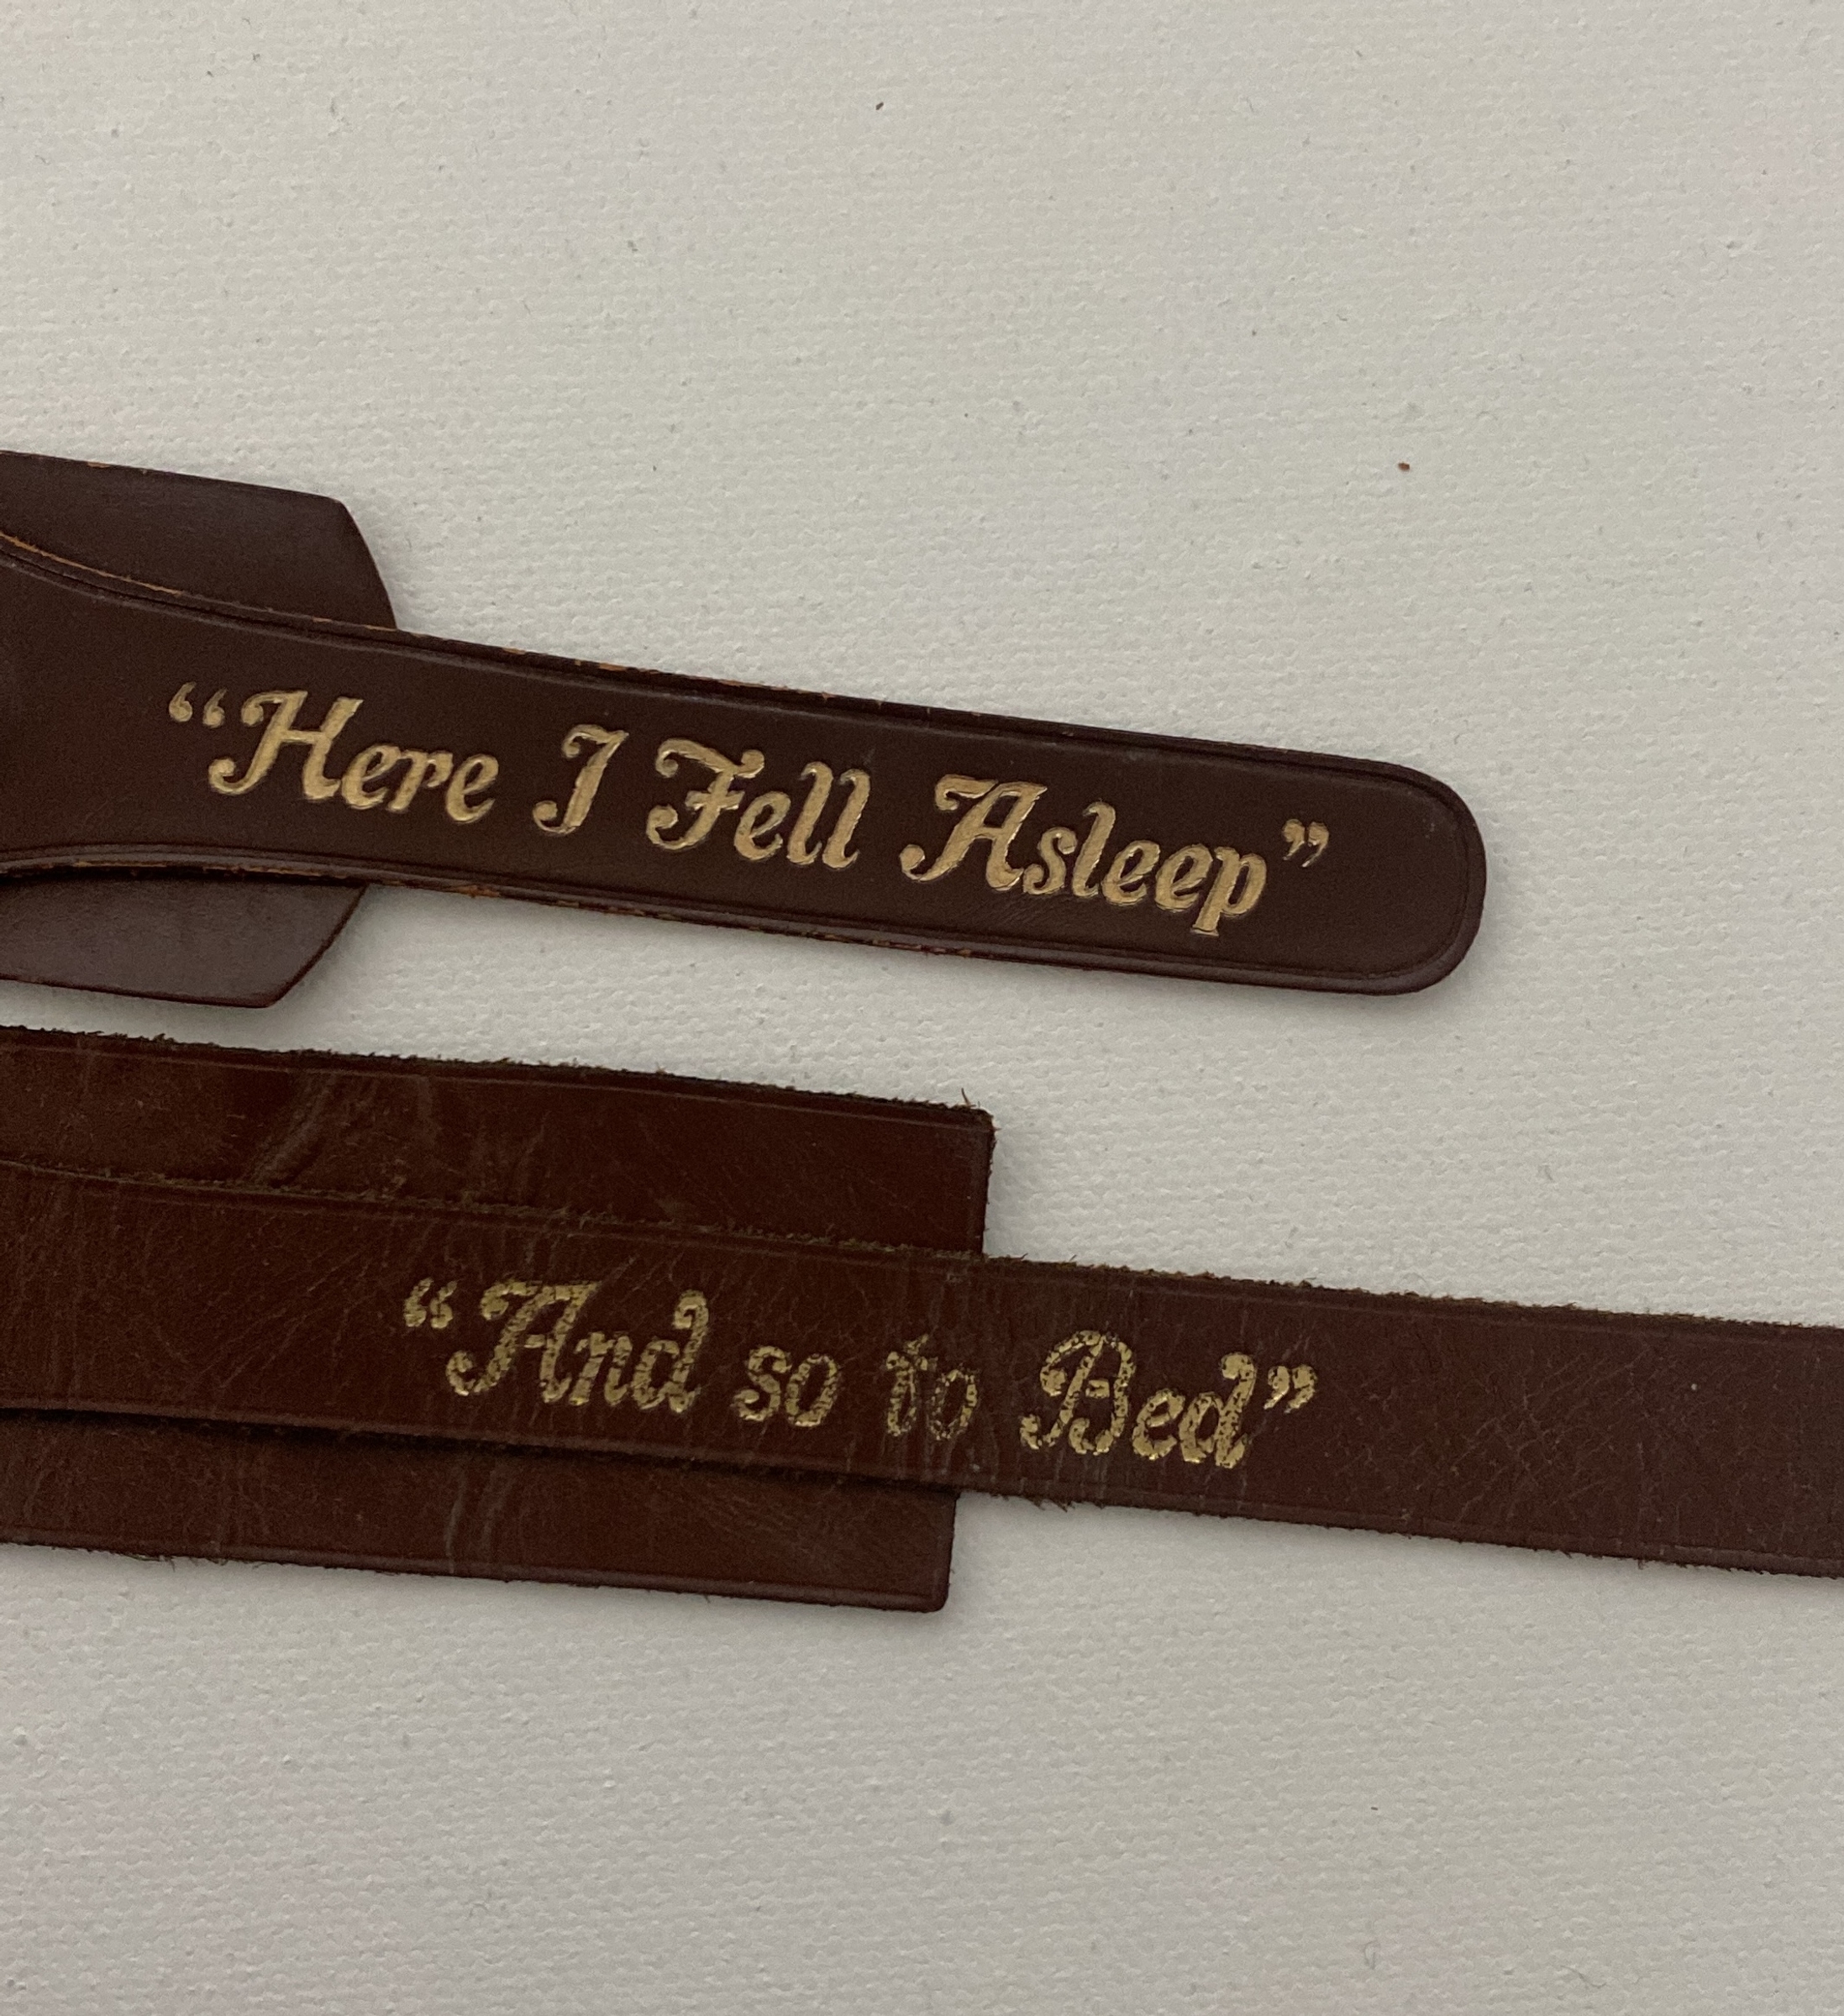 “Here I Fell Asleep”
“And so to Bed”